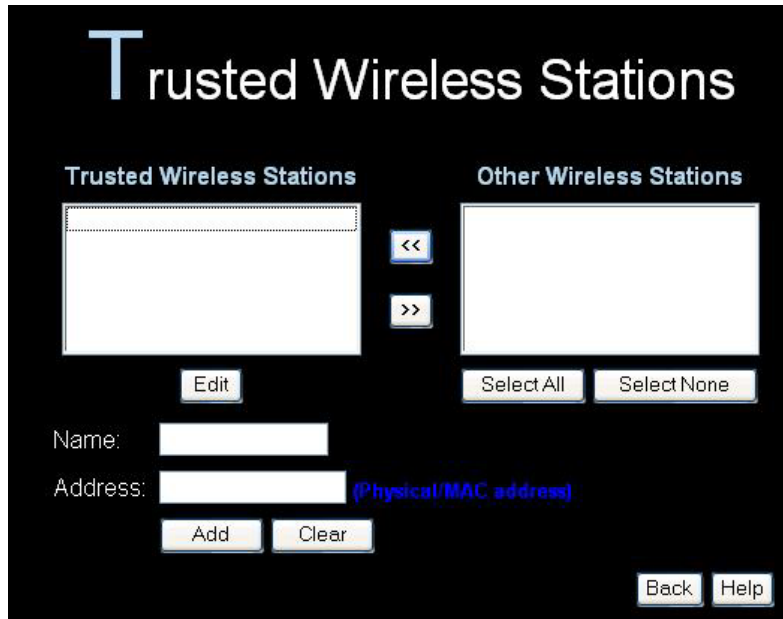 Trusted Wireless Stations
Trusted Wireless Stations
Other Wireless Stations
<<
>>
Edit
Select All
Select None
Name:
Address:
(Physical/MAC address)
Add
Clear
Back
Help